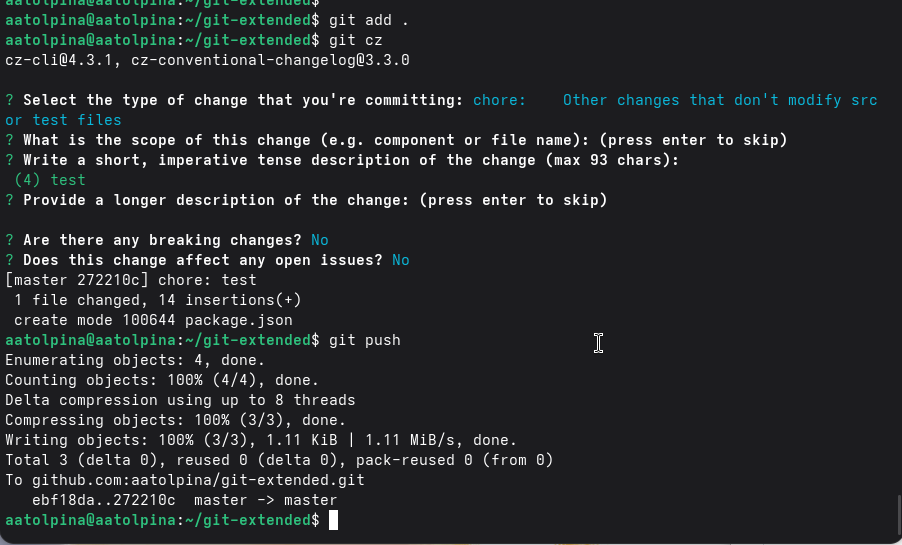 aatolpina@aatolpina:~/git-extended$
aatolpina@aatolpina:~/git-extended$ git add .
aatolpina@aatolpina:~/git-extended$ git cz
cz-cli@4.3.1, cz-conventional-changelog@3.3.0
? Select the type of change that you're committing: chore:    Other changes that don't modify src
or test files
? What is the scope of this change (e.g. component or file name): (press enter to skip)
? Write a short, imperative tense description of the change (max 93 chars):
 (4) test
? Provide a longer description of the change: (press enter to skip)
? Are there any breaking changes? No
? Does this change affect any open issues? No
[master 272210c] chore: test
 1 file changed, 14 insertions(+)
 create mode 100644 package.json
aatolpina@aatolpina:~/git-extended$ git push
Enumerating objects: 4, done.
Counting objects: 100% (4/4), done.
Delta compression using up to 8 threads
Compressing objects: 100% (3/3), done.
Writing objects: 100% (3/3), 1.11 KiB | 1.11 MiB/s, done.
Total 3 (delta 0), reused 0 (delta 0), pack-reused 0 (from 0)
To github.com:aatolpina/git-extended.git
   ebf18da..272210c  master -> master
aatolpina@aatolpina:~/git-extended$